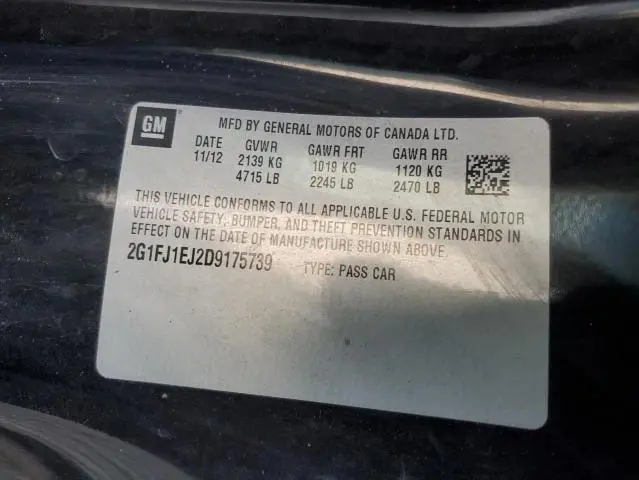 GM
MFD BY GENERAL MOTORS OF CANADA LTD.
DATE GVWR GAWR FRT GAWR RR
11/12 2139 KG 1019 KG 1120 KG
4715 LB 2245 LB 2470 LB
THIS VEHICLE CONFORMS TO ALL APPLICABLE U.S. FEDERAL MOTOR
VEHICLE SAFETY, BUMPER, AND THEFT PREVENTION STANDARDS IN
EFFECT ON THE DATE OF MANUFACTURE SHOWN ABOVE.
2G1FJ1EJ2D9175739 TYPE: PASS CAR